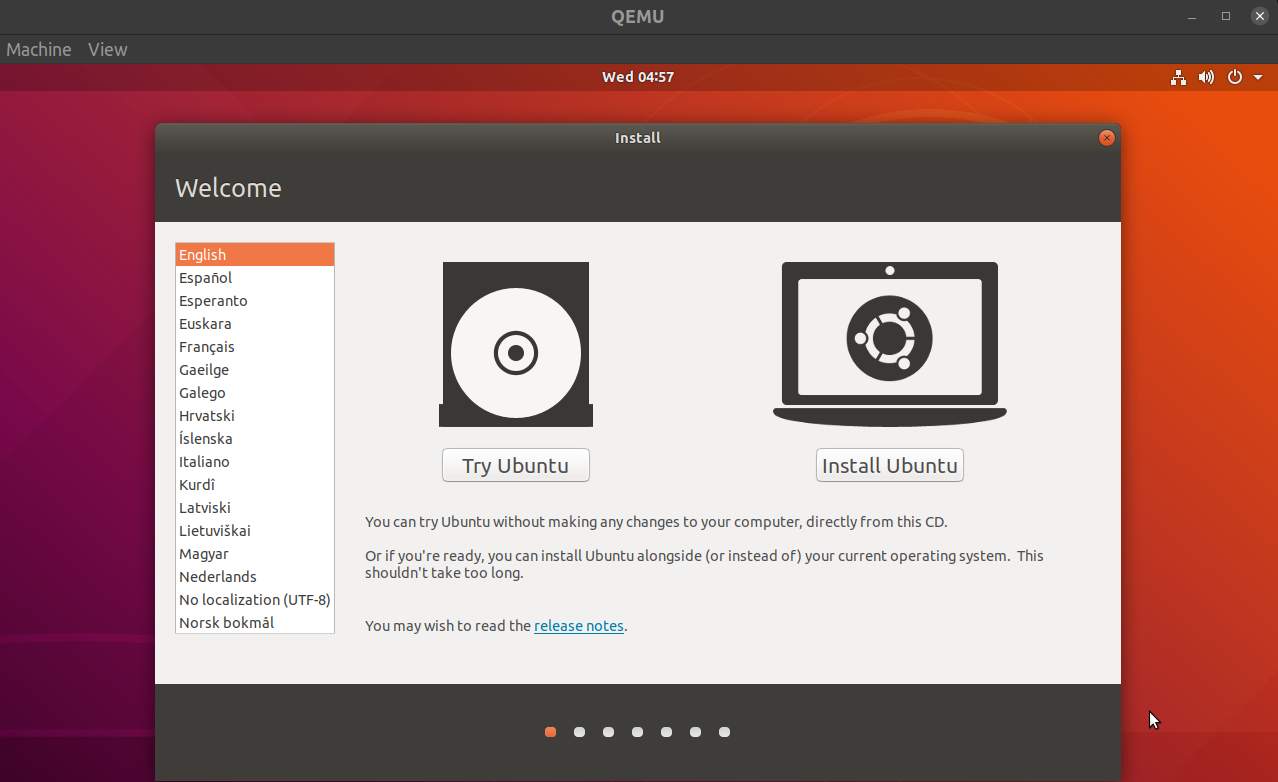 QEMU
Machine View
Wed 04:57
Install
Welcome
English
Español
Esperanto
Euskara
Français
Gaeilge
Galego
Hrvatski
Íslenska
Italiano
Kurdî
Latviski
Lietuviškai
Magyar
Nederlands
No localization (UTF-8)
Norsk bokmål
Try Ubuntu
Install Ubuntu
You can try Ubuntu without making any changes to your computer, directly from this CD.
Or if you're ready, you can install Ubuntu alongside (or instead of) your current operating system.  This
shouldn't take too long.
You may wish to read the release notes.